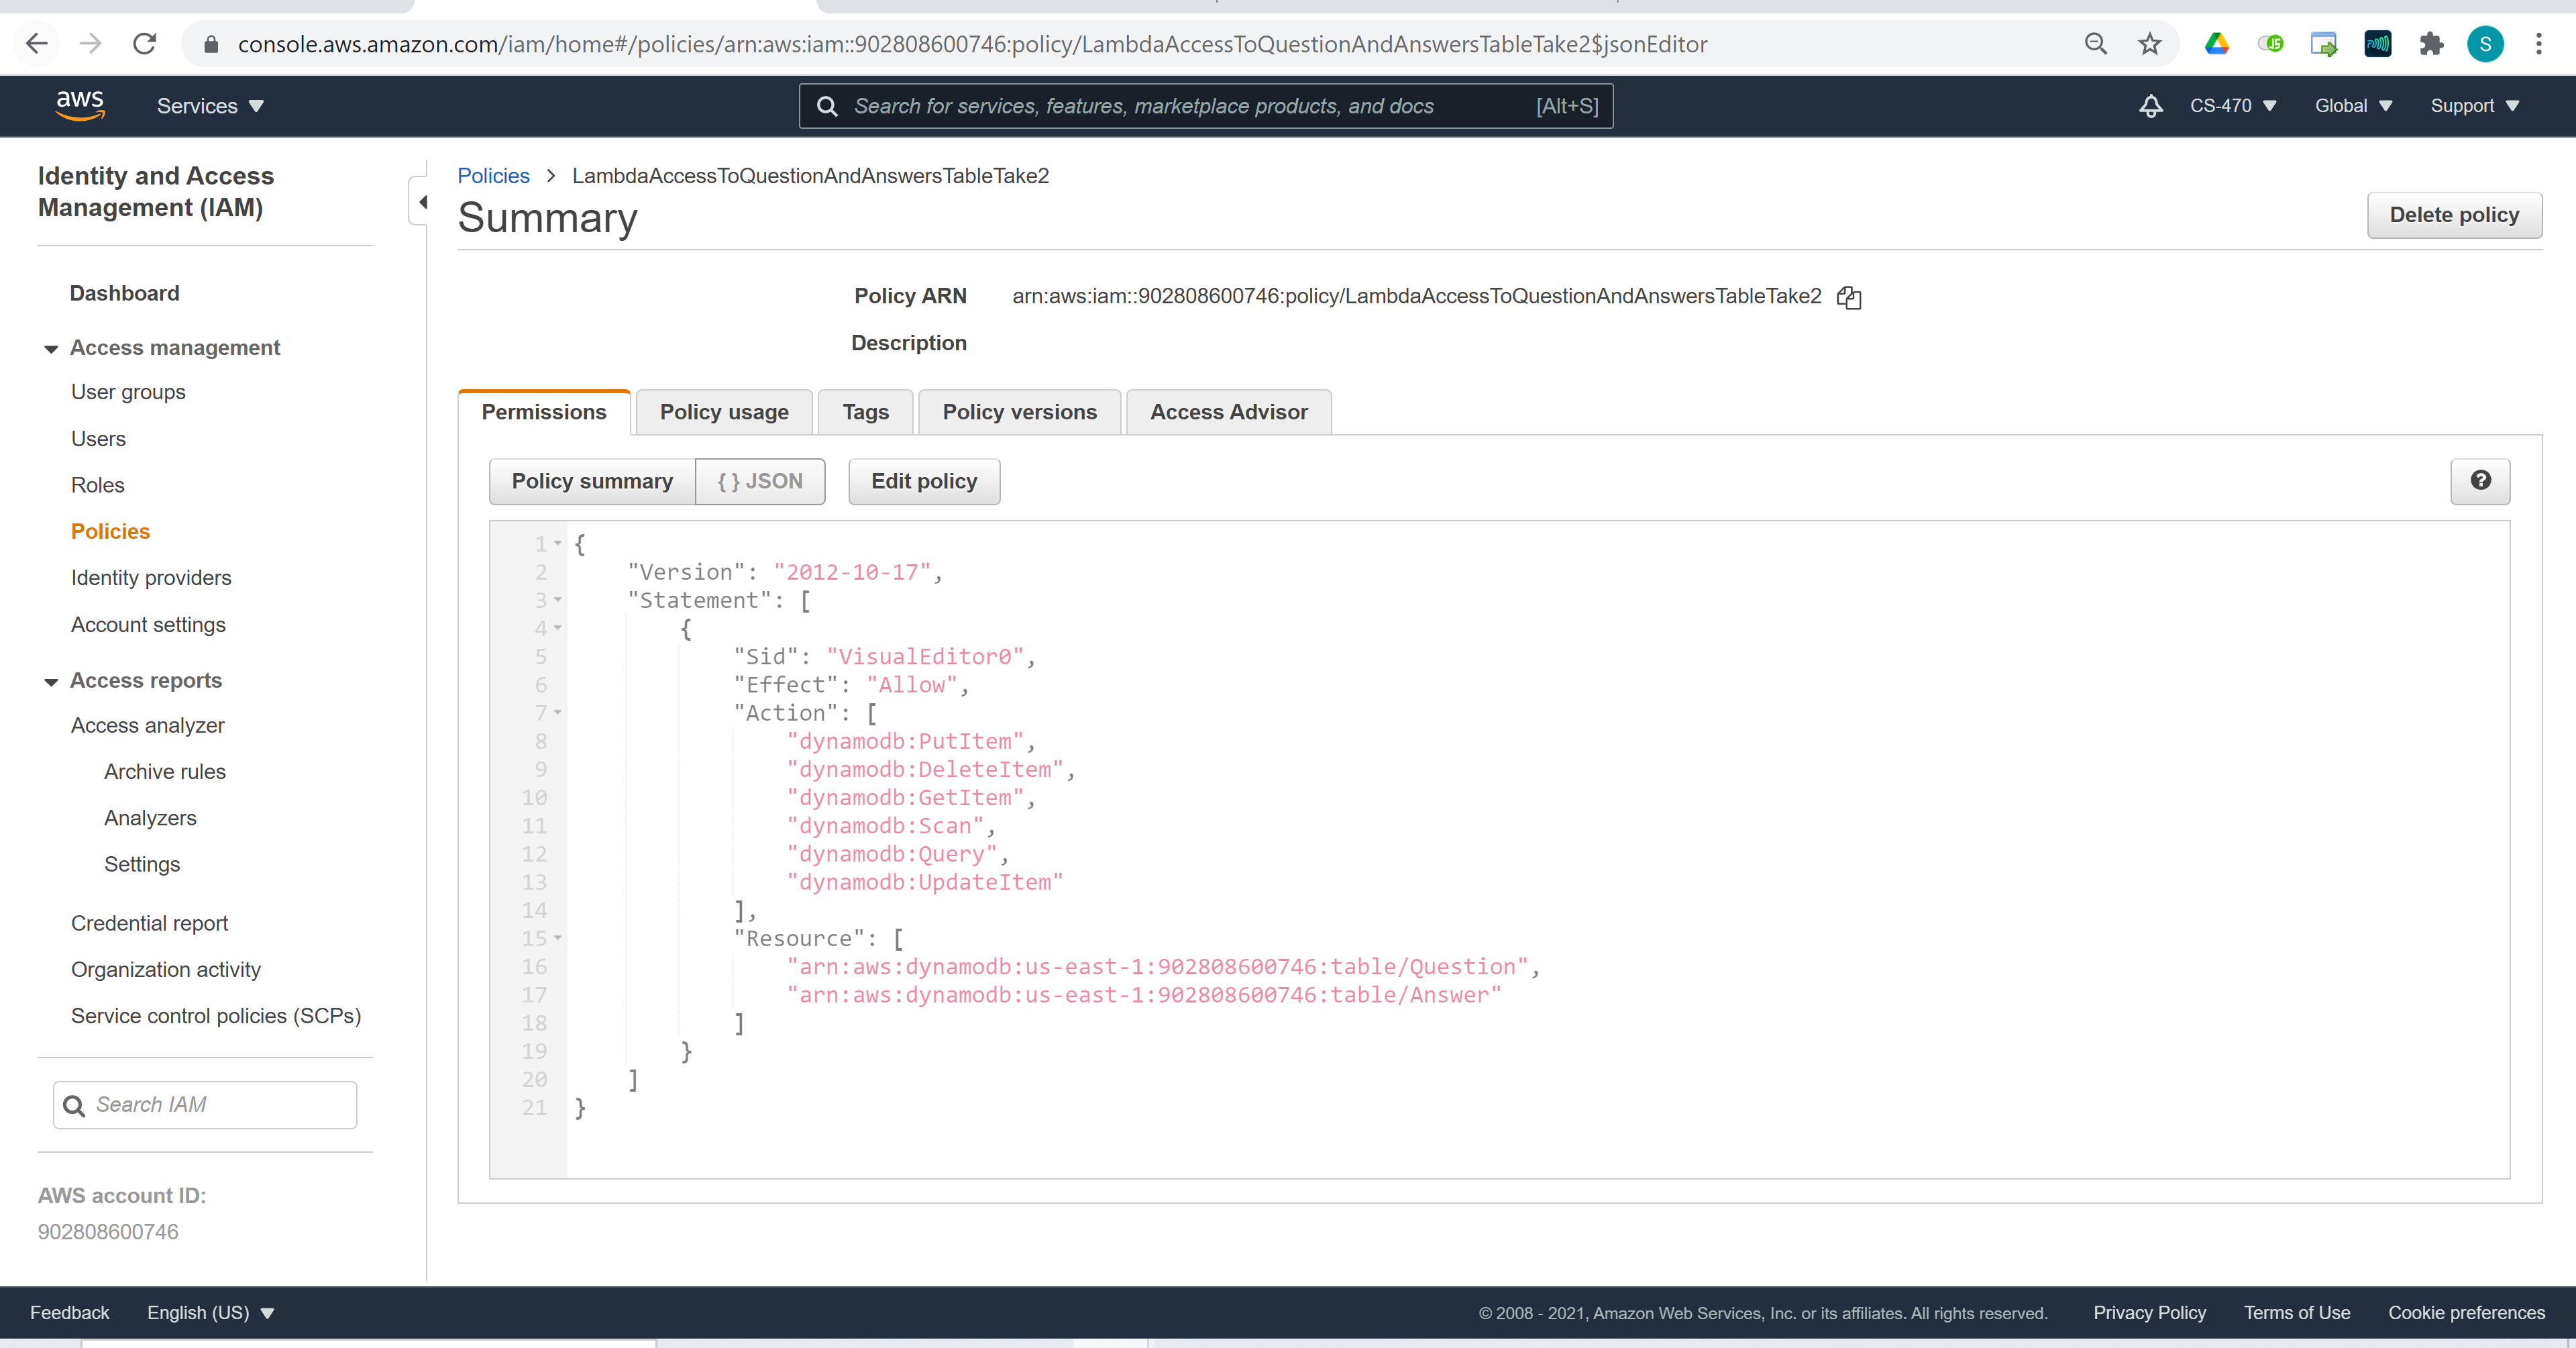 console.aws.amazon.com/iam/home#/policies/arn:aws:iam::902808600746:policy/LambdaAccessToQuestionAndAnswersTableTake2$jsonEditor
JS
S
aws
Services
Search for services, features, marketplace products, and docs
[Alt+S]
CS-470
Global
Support
Identity and Access
Management (IAM)
Dashboard
Access management
User groups
Users
Roles
Policies
Identity providers
Account settings
Access reports
Access analyzer
Archive rules
Analyzers
Settings
Credential report
Organization activity
Service control policies (SCPs)
Search IAM
AWS account ID:
902808600746
Policies > LambdaAccessToQuestionAndAnswersTableTake2
Summary
Delete policy
Policy ARN arn:aws:iam::902808600746:policy/LambdaAccessToQuestionAndAnswersTableTake2
Description
Permissions
Policy usage
Tags
Policy versions
Access Advisor
Policy summary
{ } JSON
Edit policy
?
1 {
2 "Version": "2012-10-17",
3 "Statement": [
4 {
5 "Sid": "VisualEditor0",
6 "Effect": "Allow",
7 "Action": [
8 "dynamodb:PutItem",
9 "dynamodb:DeleteItem",
10 "dynamodb:GetItem",
11 "dynamodb:Scan",
12 "dynamodb:Query",
13 "dynamodb:UpdateItem"
14 ],
15 "Resource": [
16 "arn:aws:dynamodb:us-east-1:902808600746:table/Question",
17 "arn:aws:dynamodb:us-east-1:902808600746:table/Answer"
18 ]
19 }
20 ]
21 }
Feedback
English (US)
© 2008 - 2021, Amazon Web Services, Inc. or its affiliates. All rights reserved.
Privacy Policy
Terms of Use
Cookie preferences